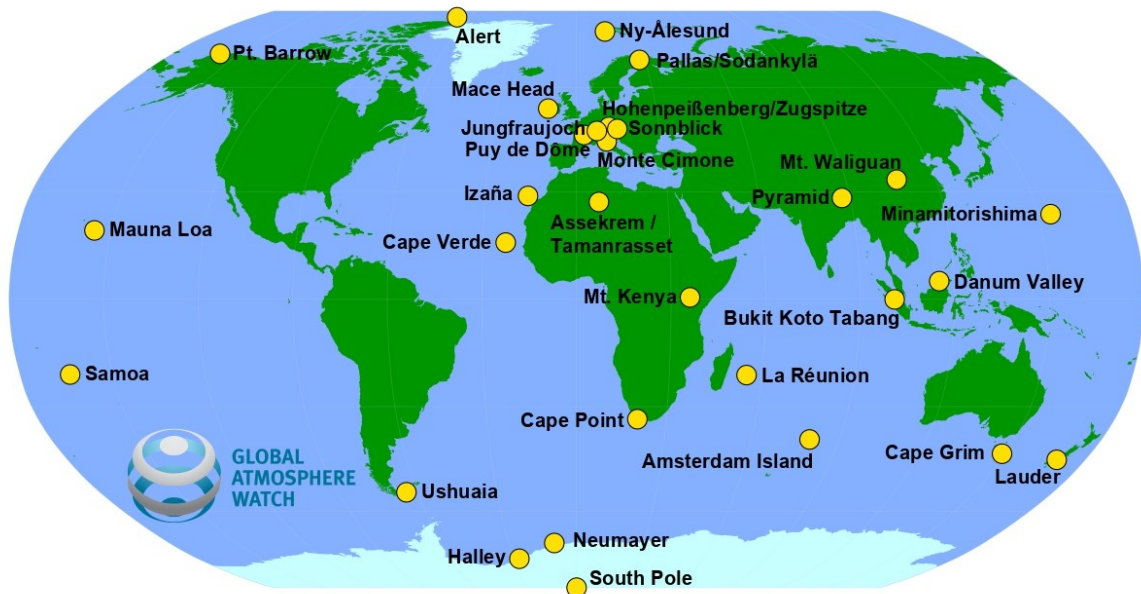 Alert
Ny-Ålesund
Pt. Barrow
Pallas/Sodankylä
Mace Head
Hohenpeißenberg/Zugspitze
Jungfraujoch
Sonnblick
Puy de Dôme
Monte Cimone
Mt. Waliguan
Izaña
Pyramid
Assekrem /
Tamanrasset
Minamitorishima
Mauna Loa
Cape Verde
Danum Valley
Mt. Kenya
Bukit Koto Tabang
Samoa
La Réunion
Cape Point
Amsterdam Island
Cape Grim
Lauder
GLOBAL
ATMOSPHERE
WATCH
Ushuaia
Neumayer
Halley
South Pole